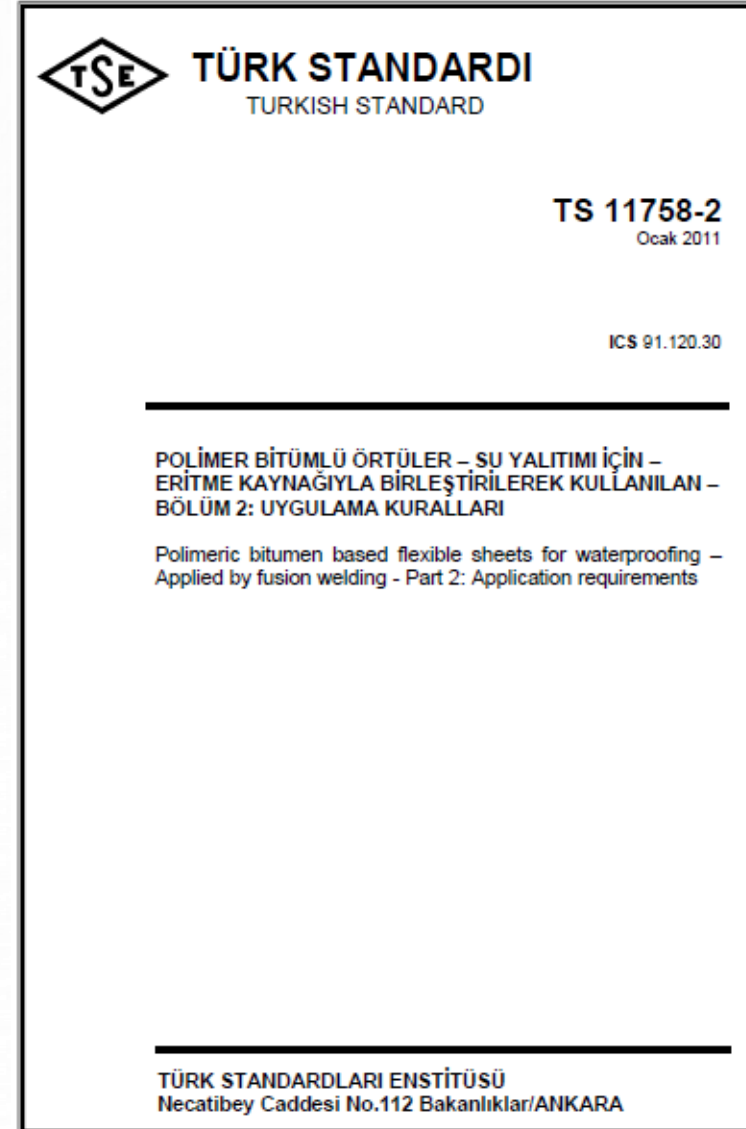 TSE
TÜRK STANDARDI
TURKISH STANDARD
TS 11758-2
Ocak 2011
ICS 91.120.30
POLİMER BİTÜMLÜ ÖRTÜLER – SU YALITIMI İÇİN –
ERİTME KAYNAĞIYLA BİRLEŞTİRİLEREK KULLANILAN –
BÖLÜM 2: UYGULAMA KURALLARI
Polimeric bitumen based flexible sheets for waterproofing –
Applied by fusion welding - Part 2: Application requirements
TÜRK STANDARDLARI ENSTİTÜSÜ
Necatibey Caddesi No.112 Bakanlıklar/ANKARA